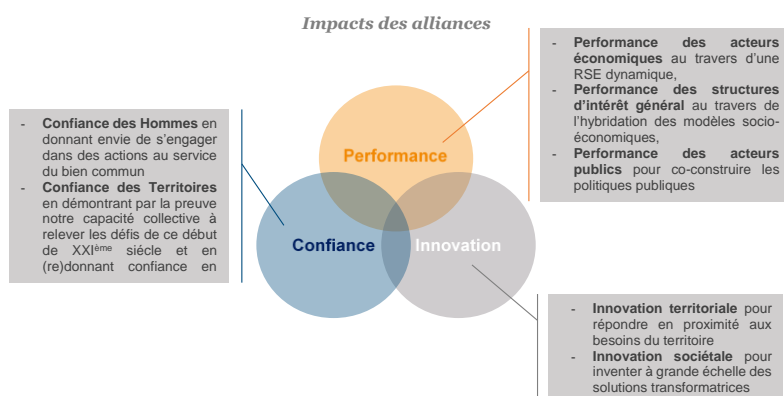 Impacts des alliances
- Performance des acteurs
économiques au travers d'une
RSE dynamique,
- Performance des structures
d'intérêt général au travers de
l'hybridation des modèles socio-
économiques,
- Performance des acteurs
publics pour co-construire les
politiques publiques
- Confiance des Hommes en
donnant envie de s'engager
dans des actions au service
du bien commun
- Confiance des Territoires
en démontrant par la preuve
notre capacité collective à
relever les défis de ce début
de XXIème siécle et en
(re)donnant confiance en
Performance
Confiance
Innovation
- Innovation territoriale pour
répondre en proximité aux
besoins du territoire
- Innovation sociétale pour
inventer à grande échelle des
solutions transformatrices